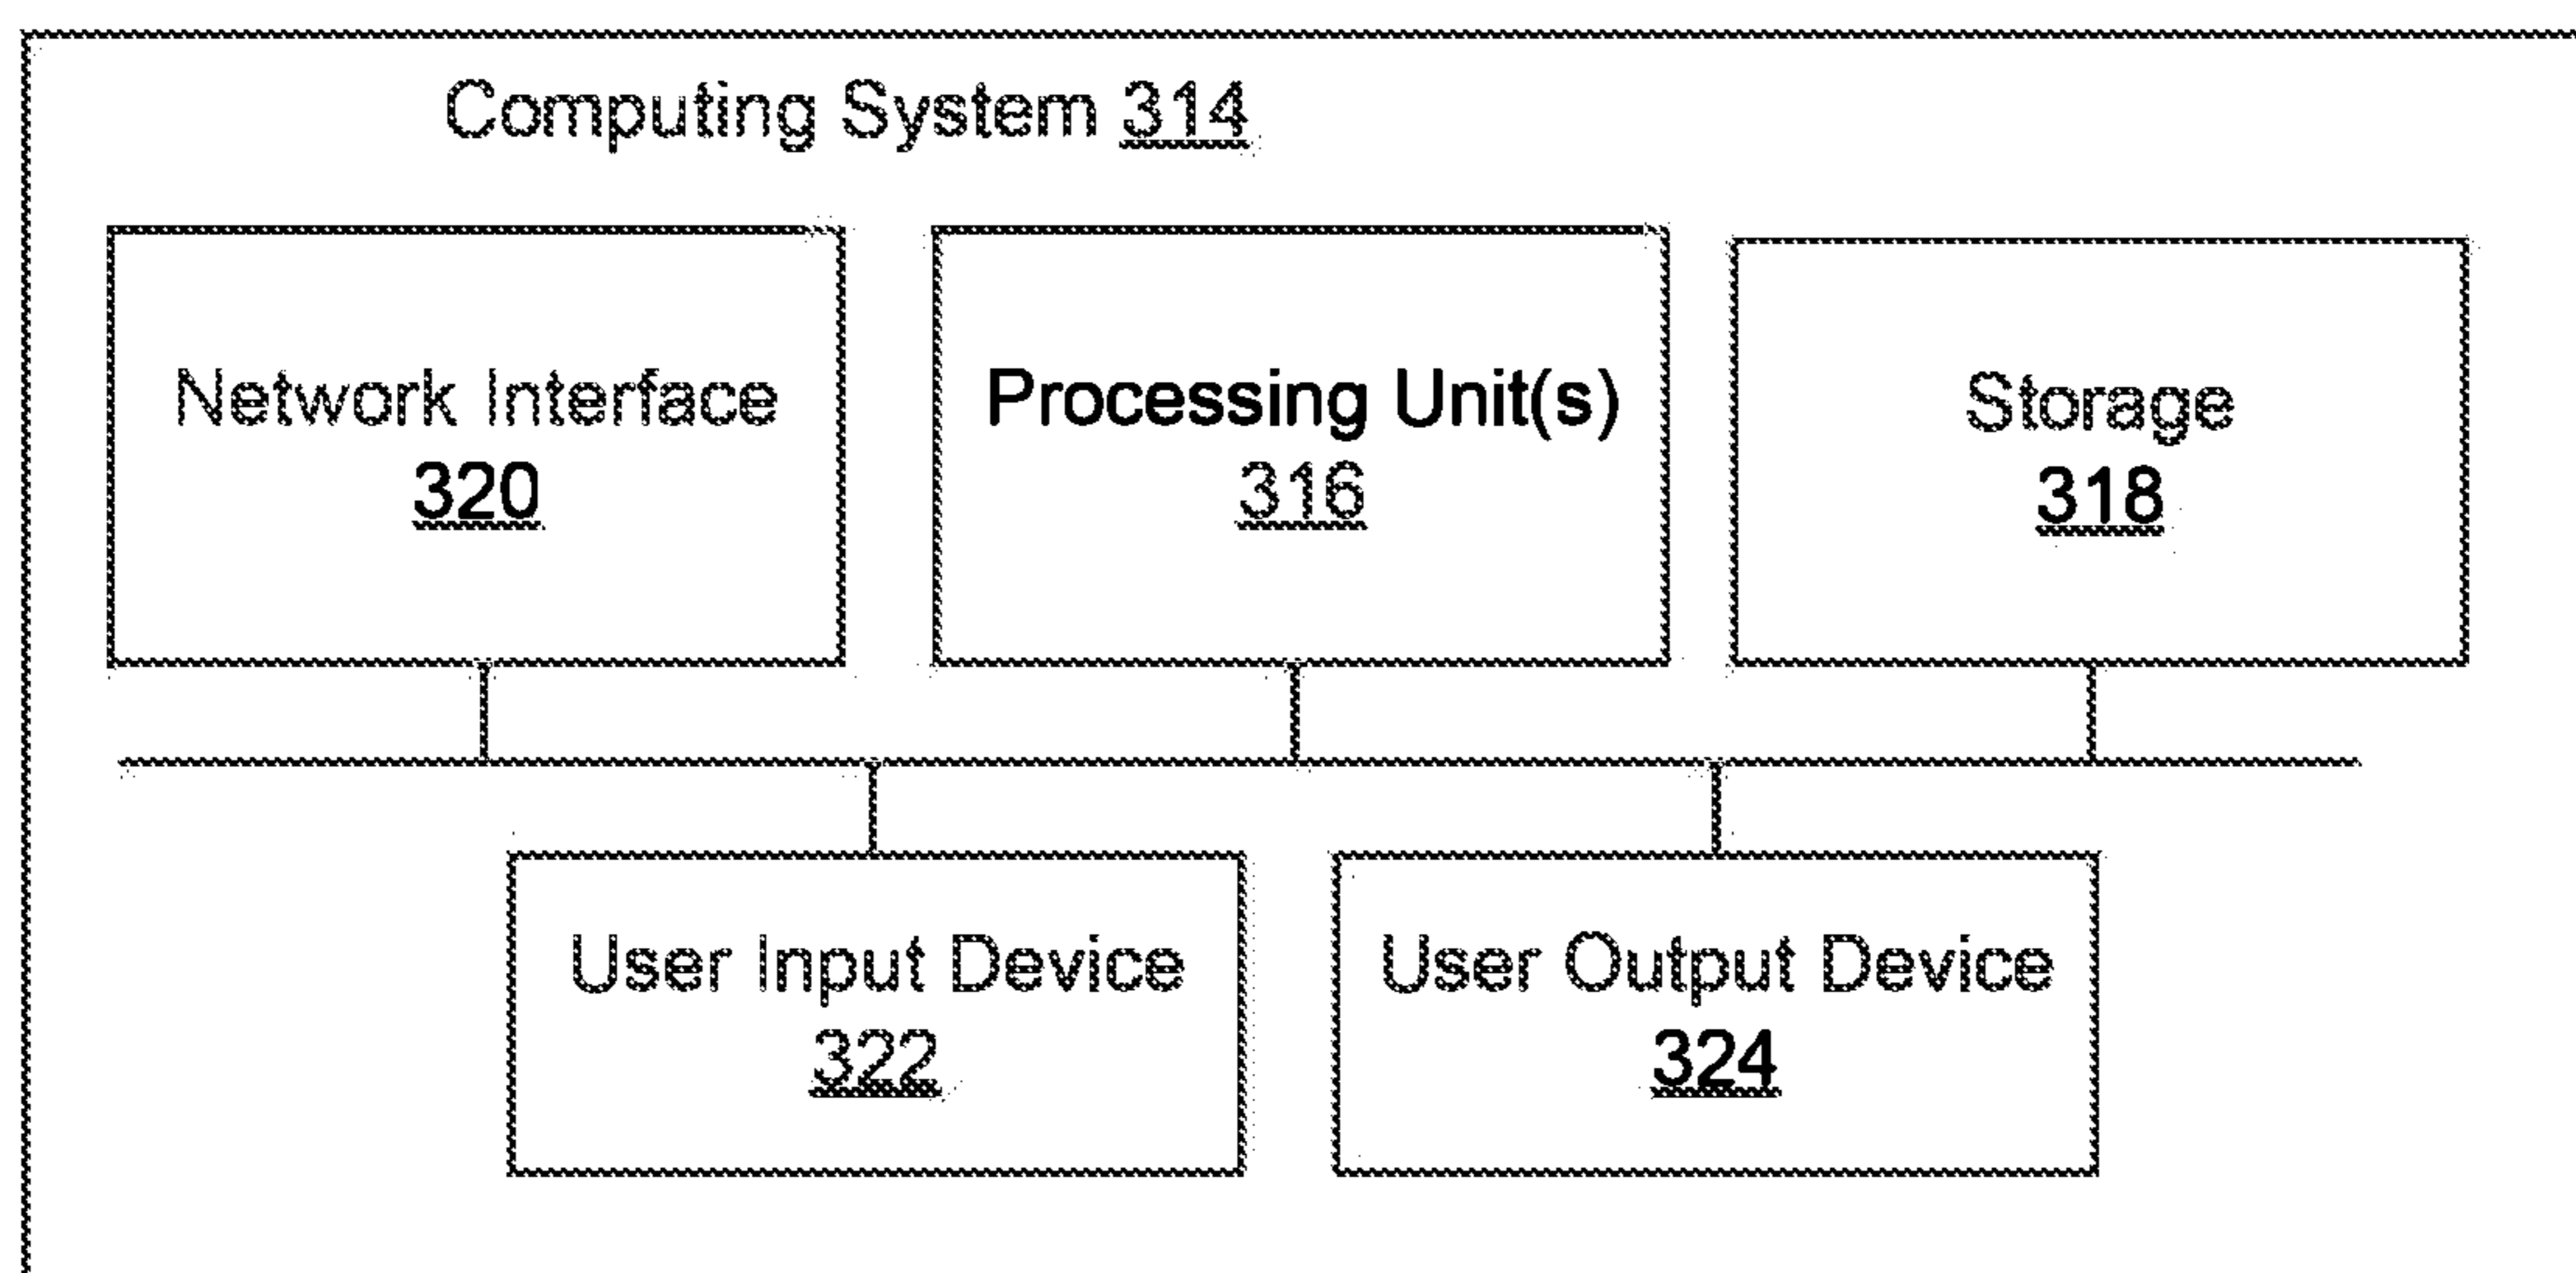 Computing System 314
Network Interface
320
Processing Unit(s)
316
Storage
318
User Input Device
322
User Output Device
324